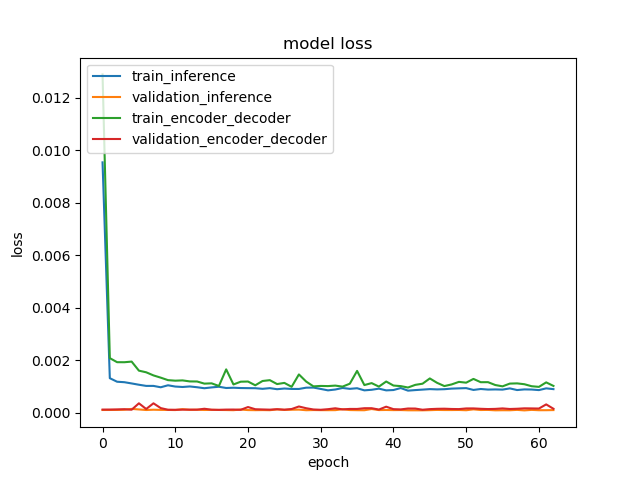 model loss
train_inference
validation_inference
train_encoder_decoder
validation_encoder_decoder
0.012
0.010
0.008
0.006
0.004
0.002
0.000
loss
0 10 20 30 40 50 60
epoch